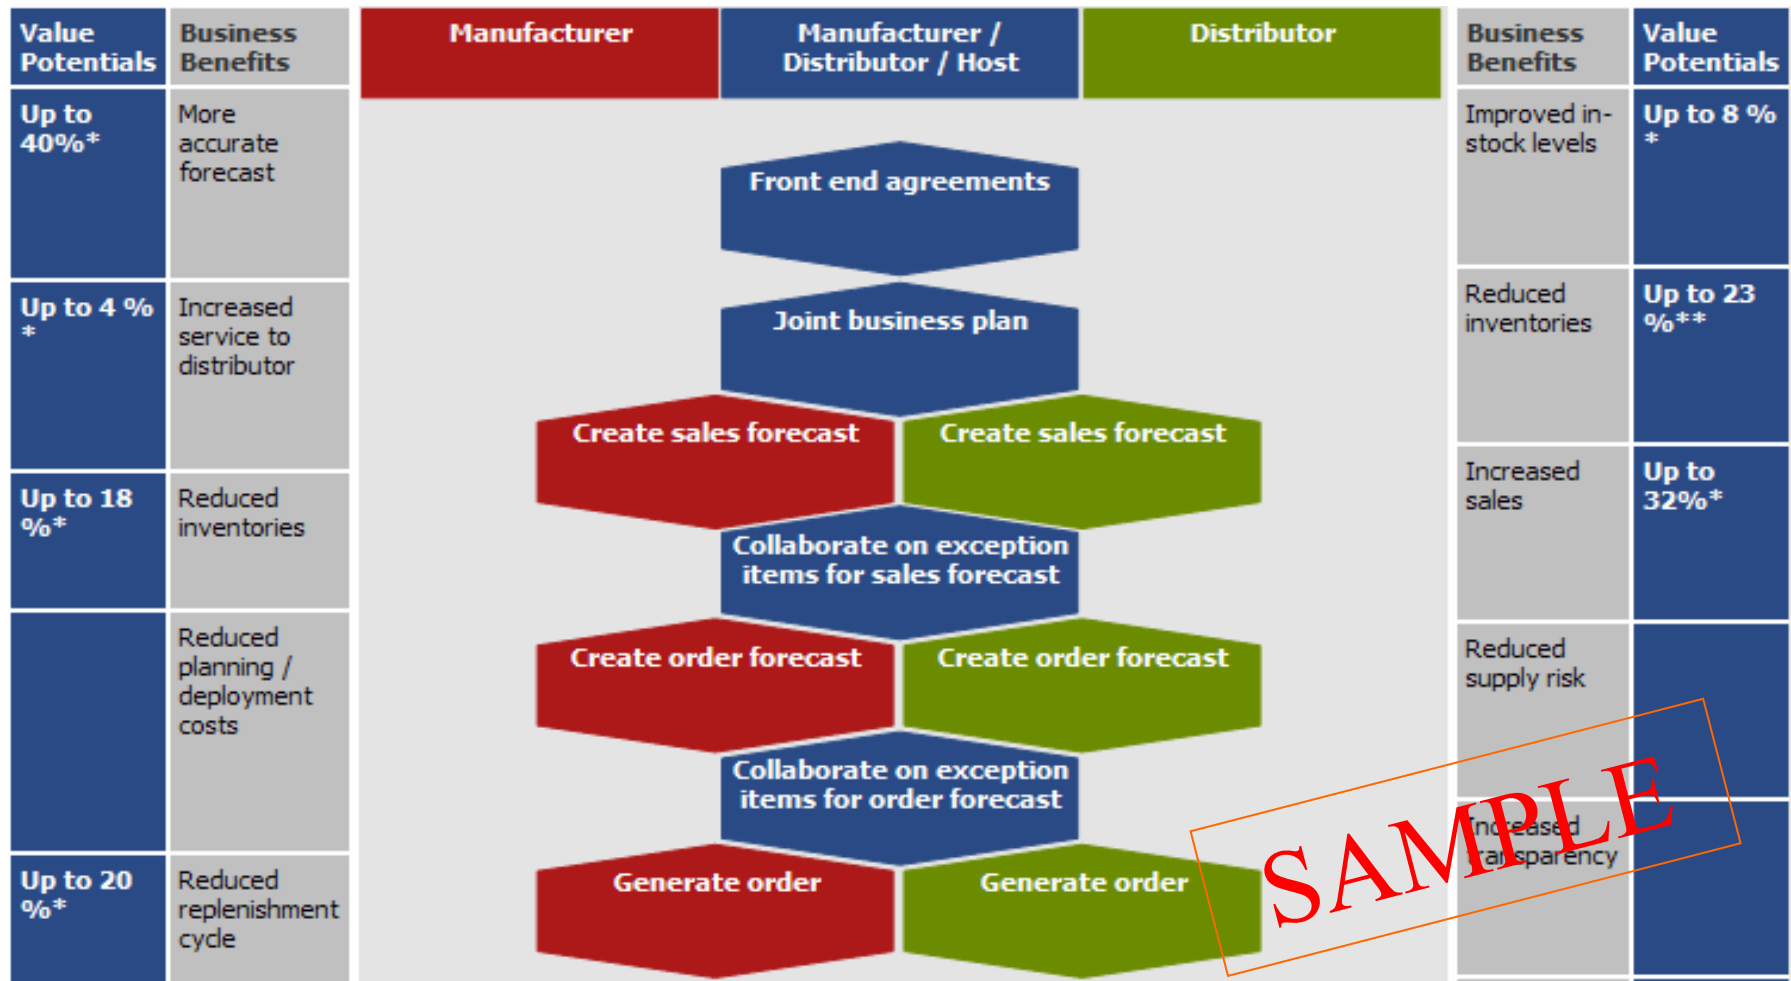 Value
Potentials
Business
Benefits
Manufacturer
Manufacturer /
Distributor / Host
Distributor
Business
Benefits
Value
Potentials
Up to
40%*
More
accurate
forecast
Up to 4 %
*
Increased
service to
distributor
Up to 18
%*
Reduced
inventories
Reduced
planning /
deployment
costs
Up to 20
%*
Reduced
replenishment
cycle
Front end agreements
Joint business plan
Create sales forecast
Create sales forecast
Collaborate on exception
items for sales forecast
Create order forecast
Create order forecast
Collaborate on exception
items for order forecast
Generate order
Generate order
Improved in-
stock levels
Up to 8 %
*
Reduced
inventories
Up to 23
%**
Increased
sales
Up to
32%*
Reduced
supply risk
Increased
transparency
SAMPLE